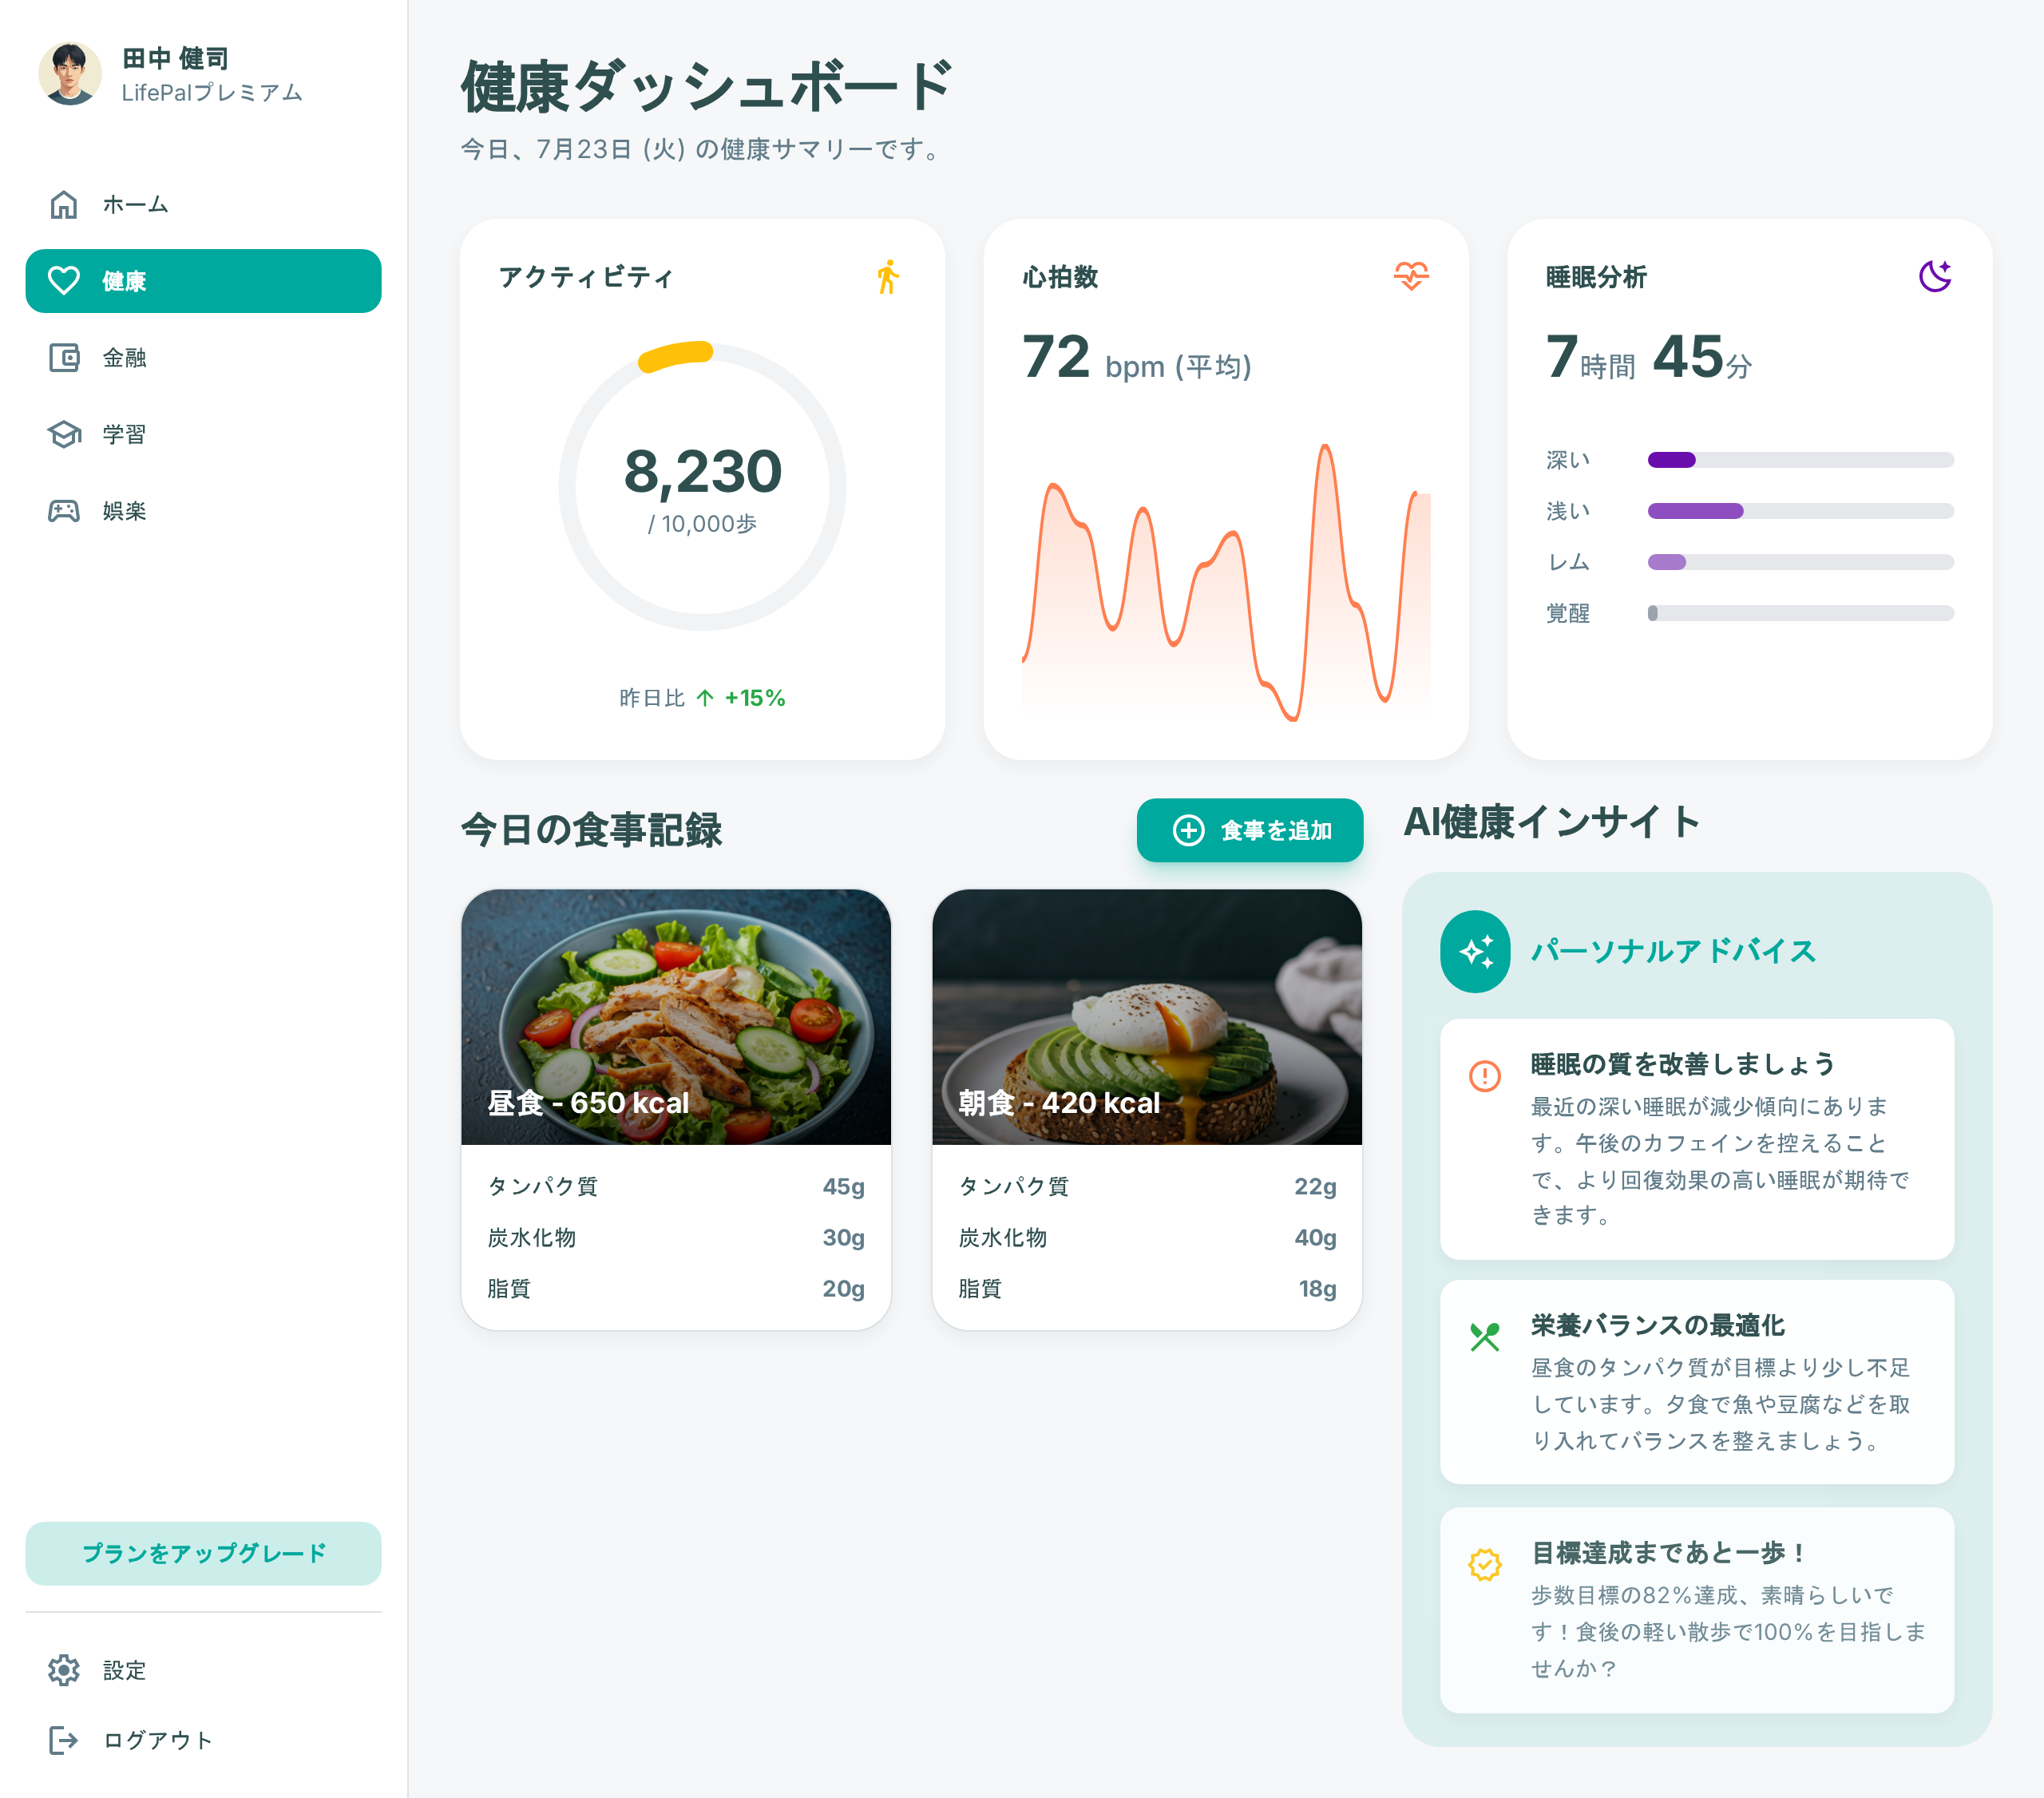 田中 健司
LifePalプレミアム
ホーム
健康
金融
学習
娯楽
プランをアップグレード
設定
ログアウト
健康ダッシュボード
今日、7月23日 (火) の健康サマリーです。
アクティビティ
8,230
/ 10,000歩
昨日比 ↑ +15%
心拍数
72 bpm (平均)
睡眠分析
7時間 45分
深い
浅い
レム
覚醒
今日の食事記録
食事を追加
昼食 - 650 kcal
タンパク質 45g
炭水化物 30g
脂質 20g
朝食 - 420 kcal
タンパク質 22g
炭水化物 40g
脂質 18g
AI健康インサイト
パーソナルアドバイス
睡眠の質を改善しましょう
最近の深い睡眠が減少傾向にありま
す。午後のカフェインを控えること
で、より回復効果の高い睡眠が期待で
きます。
栄養バランスの最適化
昼食のタンパク質が目標より少し不足
しています。夕食で魚や豆腐などを取
り入れてバランスを整えましょう。
目標達成まであと一歩！
歩数目標の82%達成、素晴らしいで
す！食後の軽い散歩で100%を目指しま
せんか？